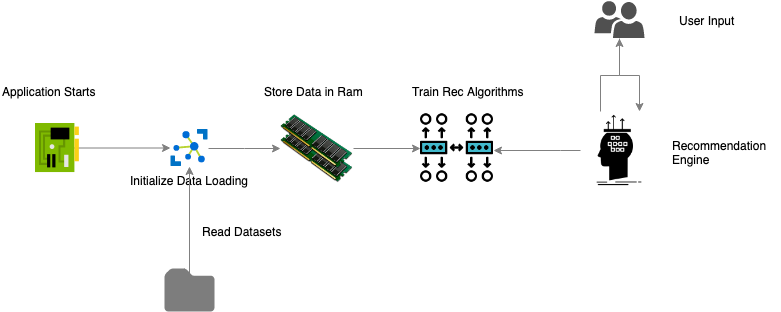 User Input
Application Starts
Store Data in Ram
Train Rec Algorithms
Recommendation
Engine
Initialize Data Loading
Read Datasets